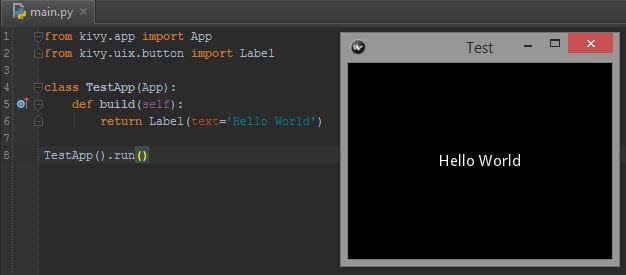 main.py
1 from kivy.app import App
2 from kivy.uix.button import Label
3
4 class TestApp(App):
5     def build(self):
6         return Label(text='Hello World')
7
8 TestApp().run()
Test
Hello World